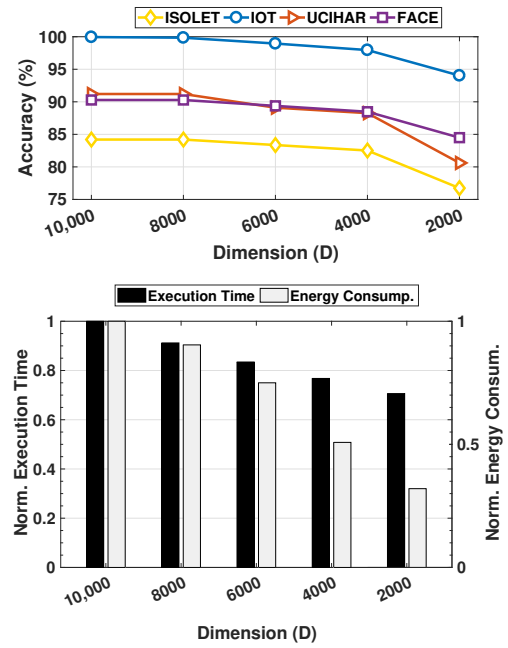 ISOLET IOT UCIHAR FACE
100
95
90
85
80
75
Accuracy (%)
10,000 8000 6000 4000 2000
Dimension (D)
Execution Time Energy Consump.
1
0.8
0.6
0.4
0.2
0
Norm. Execution Time
1
0.5
0
Norm. Energy Consum.
10,000 8000 6000 4000 2000
Dimension (D)